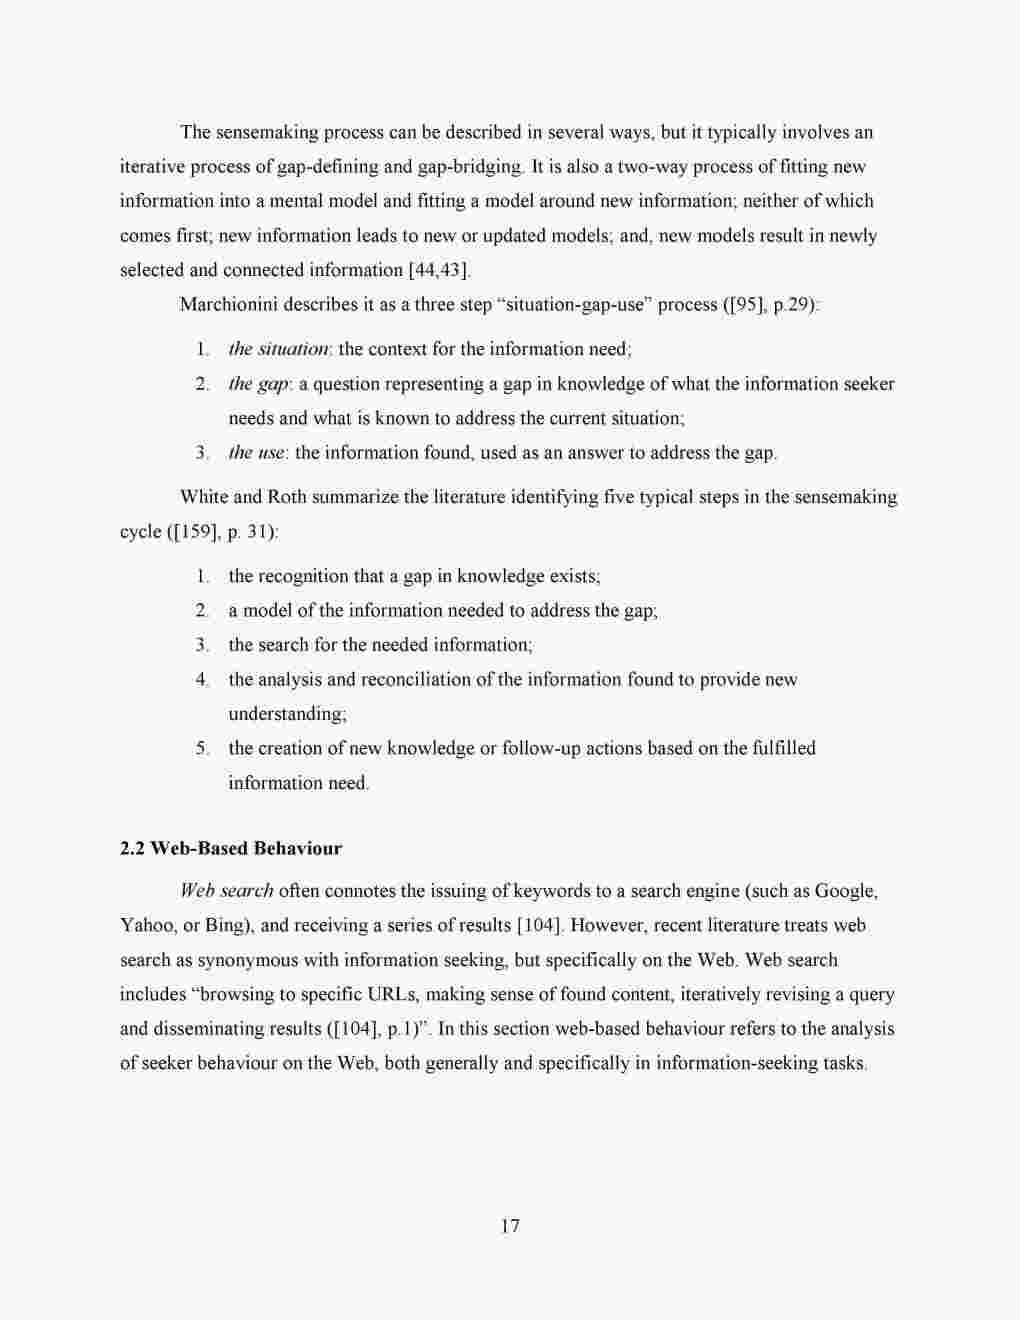 The sensemaking process can be described in several ways, but it typically involves an
iterative process of gap-defining and gap-bridging. It is also a two-way process of fitting new
information into a mental model and fitting a model around new information; neither of which
comes first; new information leads to new or updated models; and, new models result in newly
selected and connected information [44,43].
Marchionini describes it as a three step “situation-gap-use” process ([95], p.29):
1. the situation: the context for the information need;
2. the gap: a question representing a gap in knowledge of what the information seeker
needs and what is known to address the current situation;
3. the use: the information found, used as an answer to address the gap.
White and Roth summarize the literature identifying five typical steps in the sensemaking
cycle ([159], p. 31):
1. the recognition that a gap in knowledge exists;
2. a model of the information needed to address the gap;
3. the search for the needed information;
4. the analysis and reconciliation of the information found to provide new
understanding;
5. the creation of new knowledge or follow-up actions based on the fulfilled
information need.
2.2 Web-Based Behaviour
Web search often connotes the issuing of keywords to a search engine (such as Google,
Yahoo, or Bing), and receiving a series of results [104]. However, recent literature treats web
search as synonymous with information seeking, but specifically on the Web. Web search
includes “browsing to specific URLs, making sense of found content, iteratively revising a query
and disseminating results ([104], p.1)”. In this section web-based behaviour refers to the analysis
of seeker behaviour on the Web, both generally and specifically in information-seeking tasks.
17